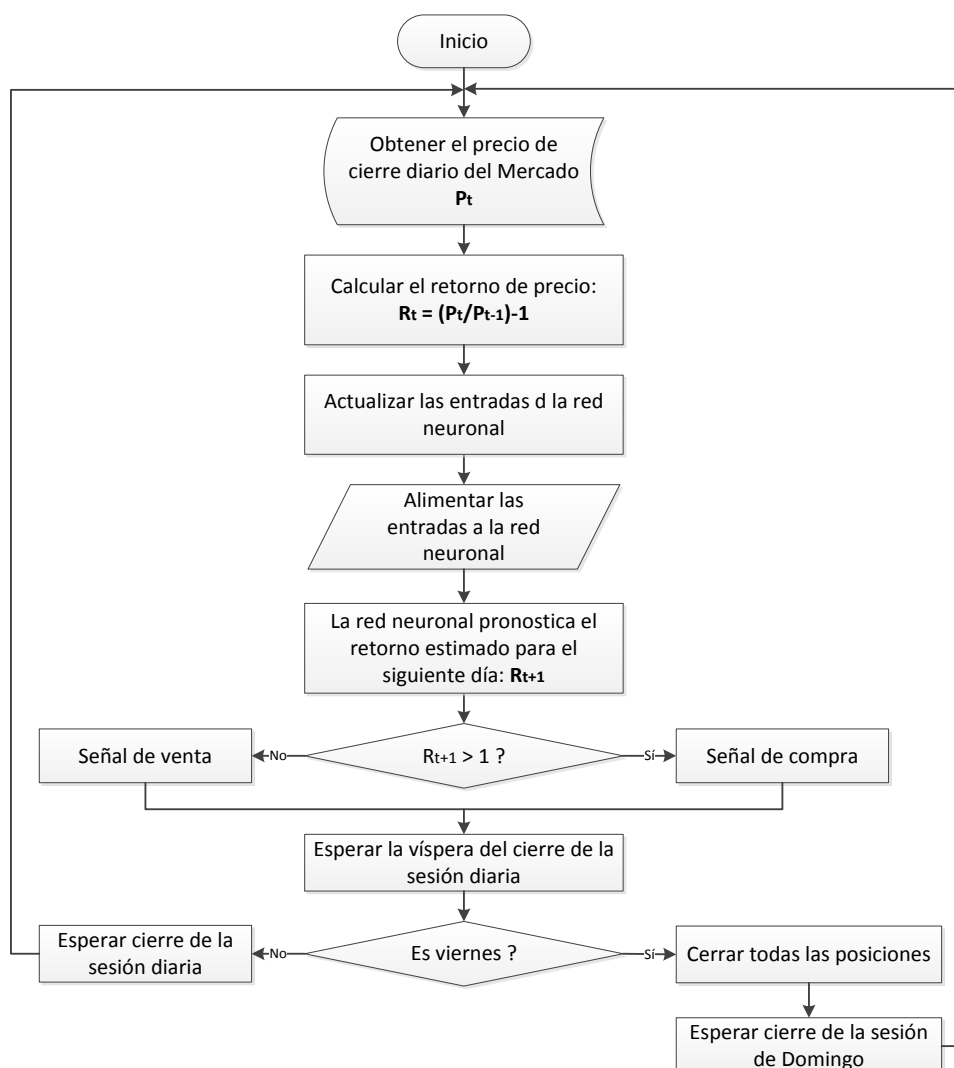 Inicio
Obtener el precio de
cierre diario del Mercado
Pt
Calcular el retorno de precio:
Rt = (Pt/Pt-1)-1
Actualizar las entradas d la red
neuronal
Alimentar las
entradas a la red
neuronal
La red neuronal pronostica el
retorno estimado para el
siguiente día: Rt+1
Señal de venta
No
Rt+1 > 1 ?
Sí
Señal de compra
Esperar la víspera del cierre de la
sesión diaria
Esperar cierre de la
sesión diaria
No
Es viernes ?
Sí
Cerrar todas las posiciones
Esperar cierre de la sesión
de Domingo